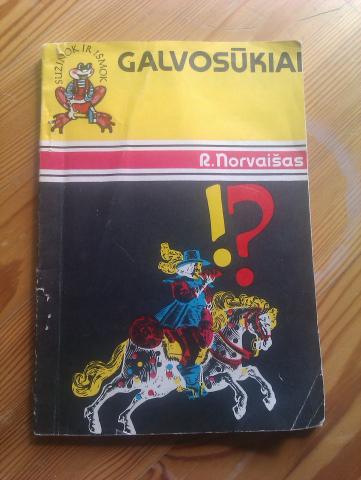 SUŽINOK IR IŠMOK
GALVOSŪKIAI
R. Norvaišas
!?